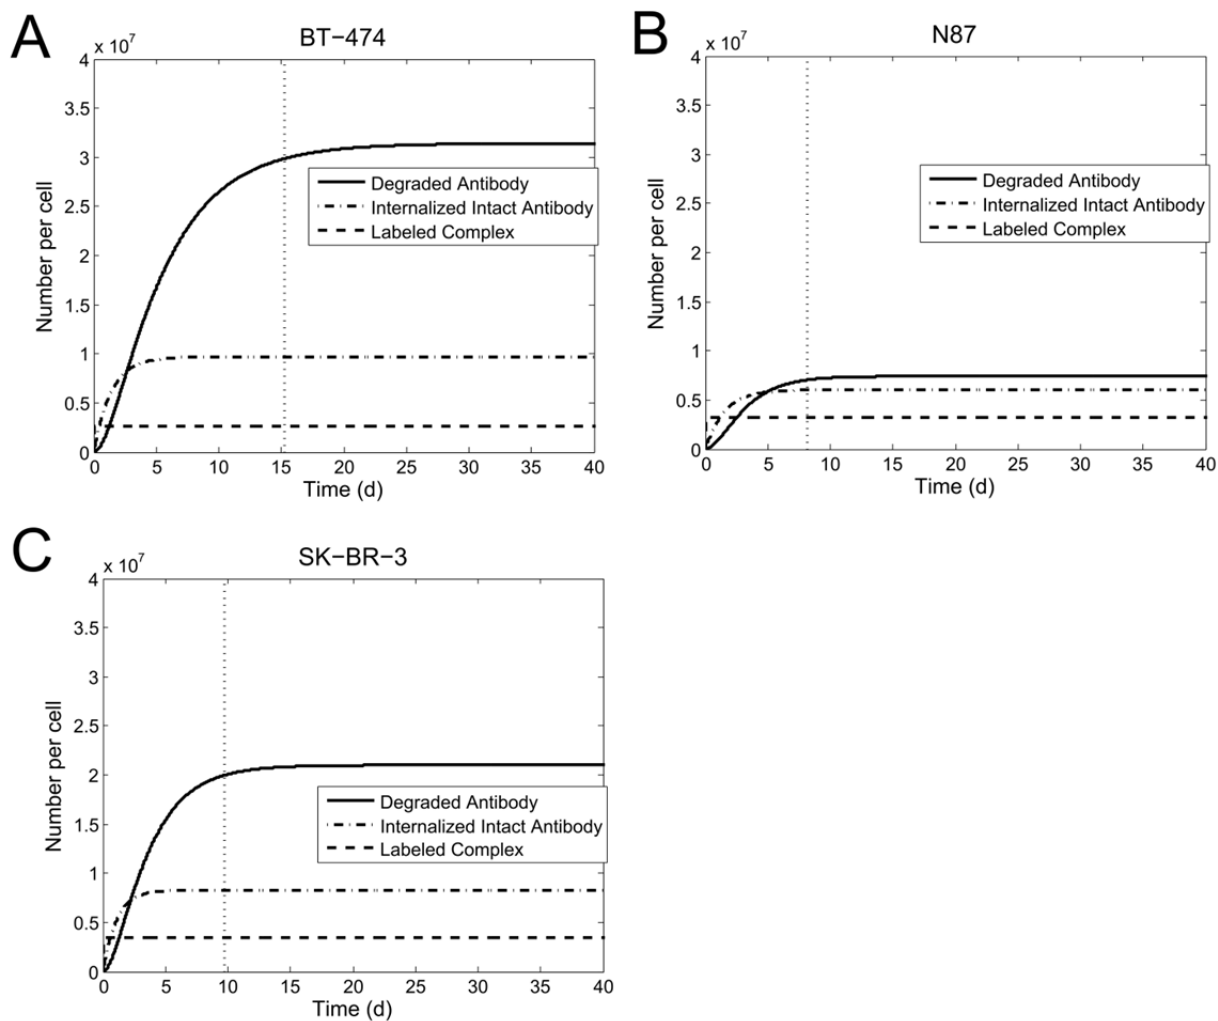 A
BT−474
x 10^7
4
3.5
3
2.5
2
1.5
1
0.5
0
Number per cell
Degraded Antibody
Internalized Intact Antibody
Labeled Complex
0 5 10 15 20 25 30 35 40
Time (d)
B
N87
x 10^7
4
3.5
3
2.5
2
1.5
1
0.5
0
Number per cell
Degraded Antibody
Internalized Intact Antibody
Labeled Complex
0 5 10 15 20 25 30 35 40
Time (d)
C
SK−BR−3
x 10^7
4
3.5
3
2.5
2
1.5
1
0.5
0
Number per cell
Degraded Antibody
Internalized Intact Antibody
Labeled Complex
0 5 10 15 20 25 30 35 40
Time (d)